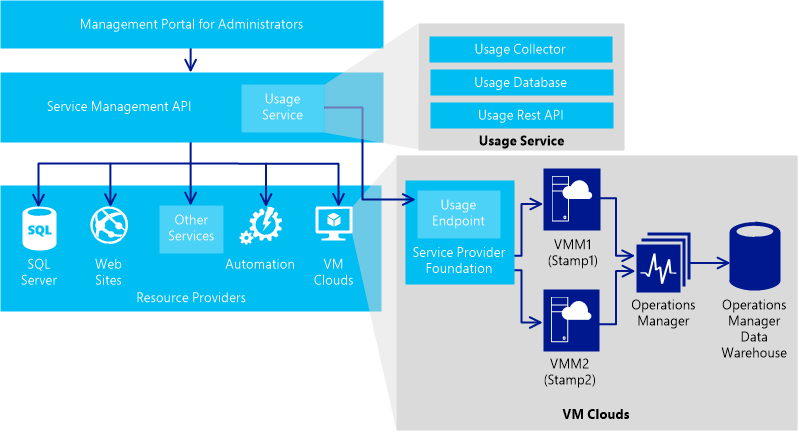 Management Portal for Administrators
Service Management API
Usage
Service
Usage Collector
Usage Database
Usage Rest API
Usage Service
SQL
SQL
Server
Web
Sites
Other
Services
Automation
VM
Clouds
Resource Providers
Usage
Endpoint
Service Provider
Foundation
VMM1
(Stamp1)
VMM2
(Stamp2)
Operations
Manager
Operations
Manager
Data
Warehouse
VM Clouds